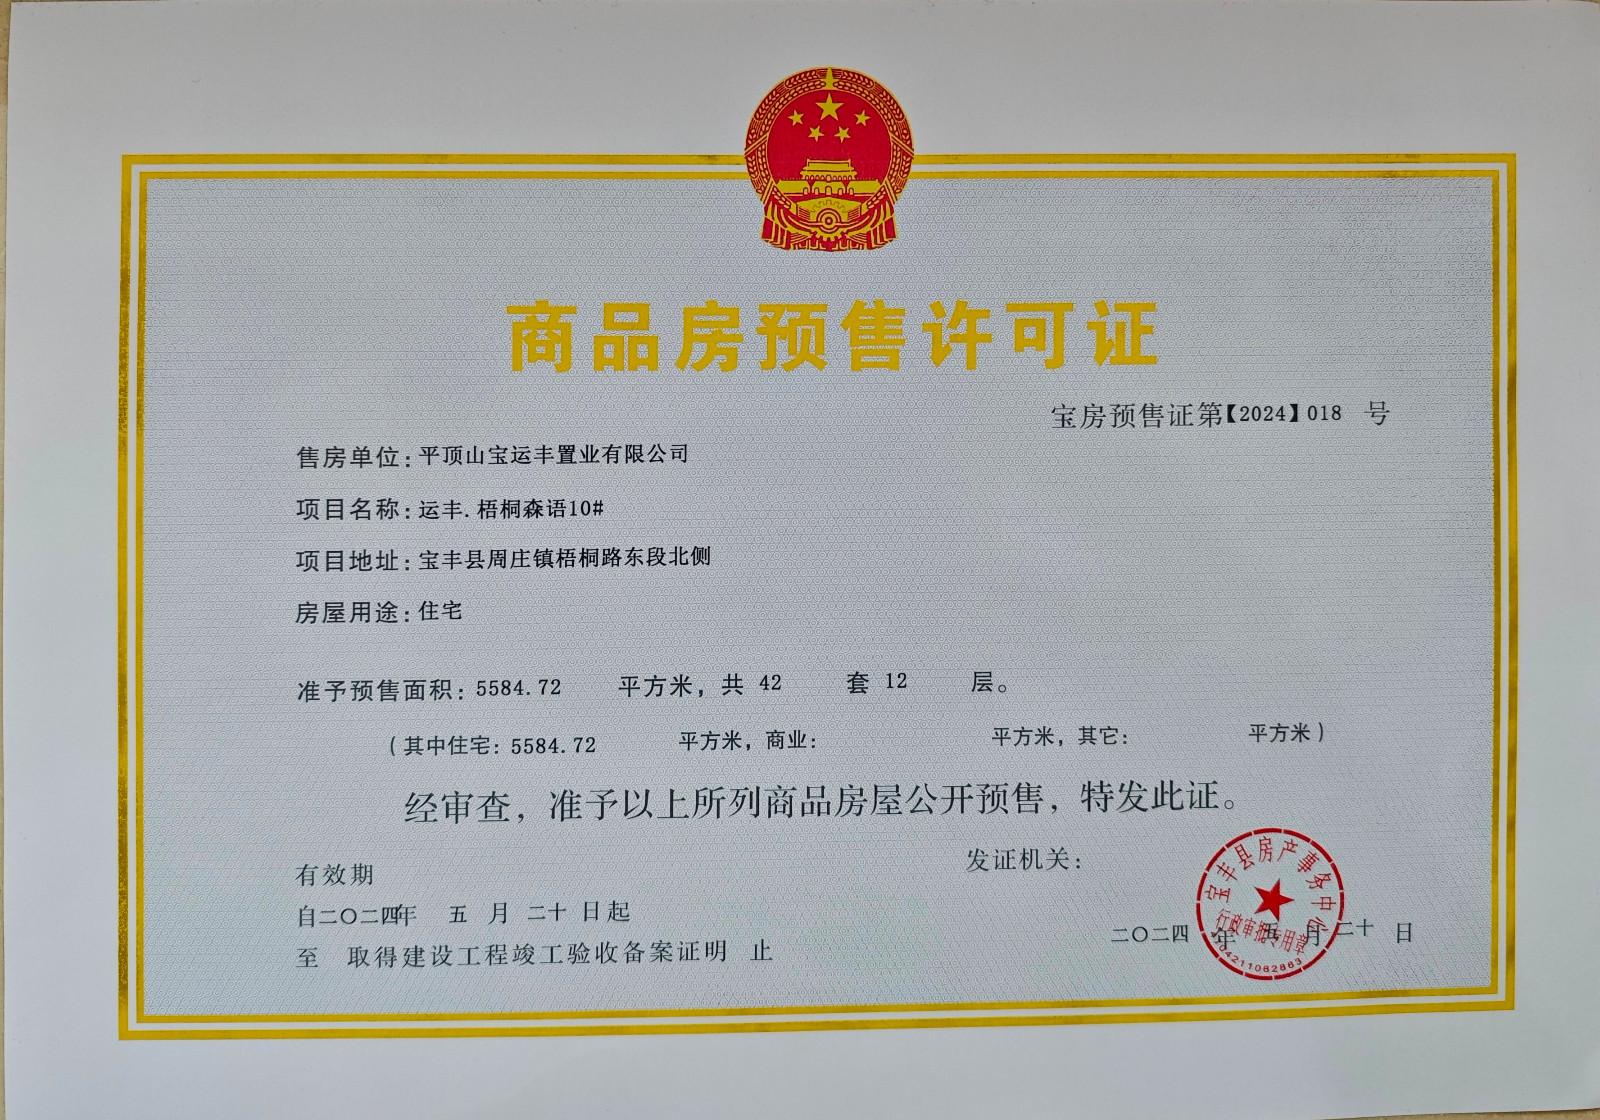 商品房预售许可证
宝房预售证第【2024】018 号
售房单位：平顶山宝运丰置业有限公司
项目名称：运丰.梧桐森语10#
项目地址：宝丰县周庄镇梧桐路东段北侧
房屋用途：住宅
准予预售面积：5584.72 平方米，共 42 套 12 层。
（其中住宅：5584.72 平方米，商业： 平方米，其它： 平方米）
经审查，准予以上所列商品房屋公开预售，特发此证。
发证机关：
宝丰县房产事务中心
行政审批专用章
有效期
自二〇二四年 五 月 二十 日起
二〇二四 年 五 月 二十 日
至 取得建设工程竣工验收备案证明 止